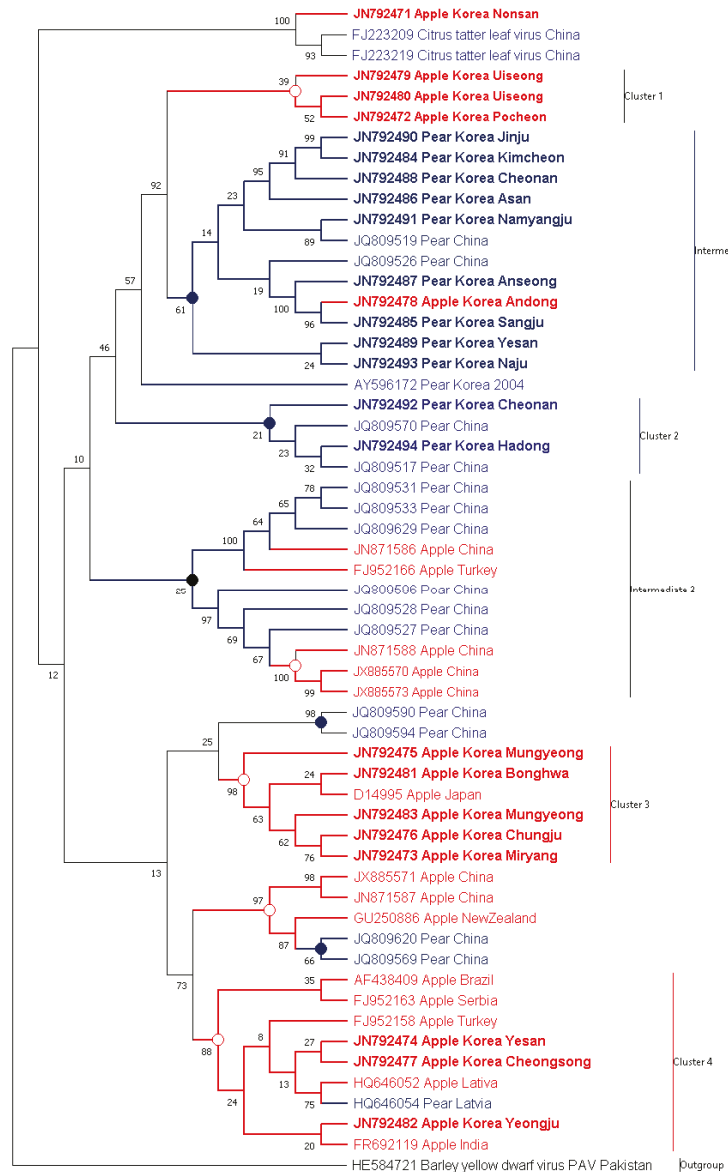 JN792471 Apple Korea Nonsan
100
FJ223209 Citrus tatter leaf virus China
93
FJ223219 Citrus tatter leaf virus China
JN792479 Apple Korea Uiseong
39
JN792480 Apple Korea Uiseong
Cluster 1
52
JN792472 Apple Korea Pocheon
99
JN792490 Pear Korea Jinju
91
JN792484 Pear Korea Kimcheon
95
JN792488 Pear Korea Cheonan
92
23
JN792486 Pear Korea Asan
14
JN792491 Pear Korea Namyangju
89
JQ809519 Pear China
Interme
JQ809526 Pear China
57
19
JN792487 Pear Korea Anseong
100
JN792478 Apple Korea Andong
61
96
JN792485 Pear Korea Sangju
46
JN792489 Pear Korea Yesan
24
JN792493 Pear Korea Naju
AY596172 Pear Korea 2004
JN792492 Pear Korea Cheonan
21
JQ809570 Pear China
Cluster 2
23
JN792494 Pear Korea Hadong
10
32
JQ809517 Pear China
78
JQ809531 Pear China
65
JQ809533 Pear China
64
JQ809629 Pear China
100
JN871586 Apple China
FJ952166 Apple Turkey
25
JQ809506 Pear China
Intermediate 2
97
JQ809528 Pear China
69
JQ809527 Pear China
67
JN871588 Apple China
12
100
JX885570 Apple China
99
JX885573 Apple China
98
JQ809590 Pear China
JQ809594 Pear China
25
JN792475 Apple Korea Mungyeong
98
24
JN792481 Apple Korea Bonghwa
D14995 Apple Japan
63
JN792483 Apple Korea Mungyeong
Cluster 3
62
JN792476 Apple Korea Chungju
76
JN792473 Apple Korea Miryang
13
98
JX885571 Apple China
97
JN871587 Apple China
GU250886 Apple NewZealand
87
JQ809620 Pear China
66
JQ809569 Pear China
73
35
AF438409 Apple Brazil
FJ952163 Apple Serbia
FJ952158 Apple Turkey
88
8
27
JN792474 Apple Korea Yesan
JN792477 Apple Korea Cheongsong
Cluster 4
13
HQ646052 Apple Lativa
24
75
HQ646054 Pear Latvia
JN792482 Apple Korea Yeongju
20
FR692119 Apple India
HE584721 Barley yellow dwarf virus PAV Pakistan
Outgroup